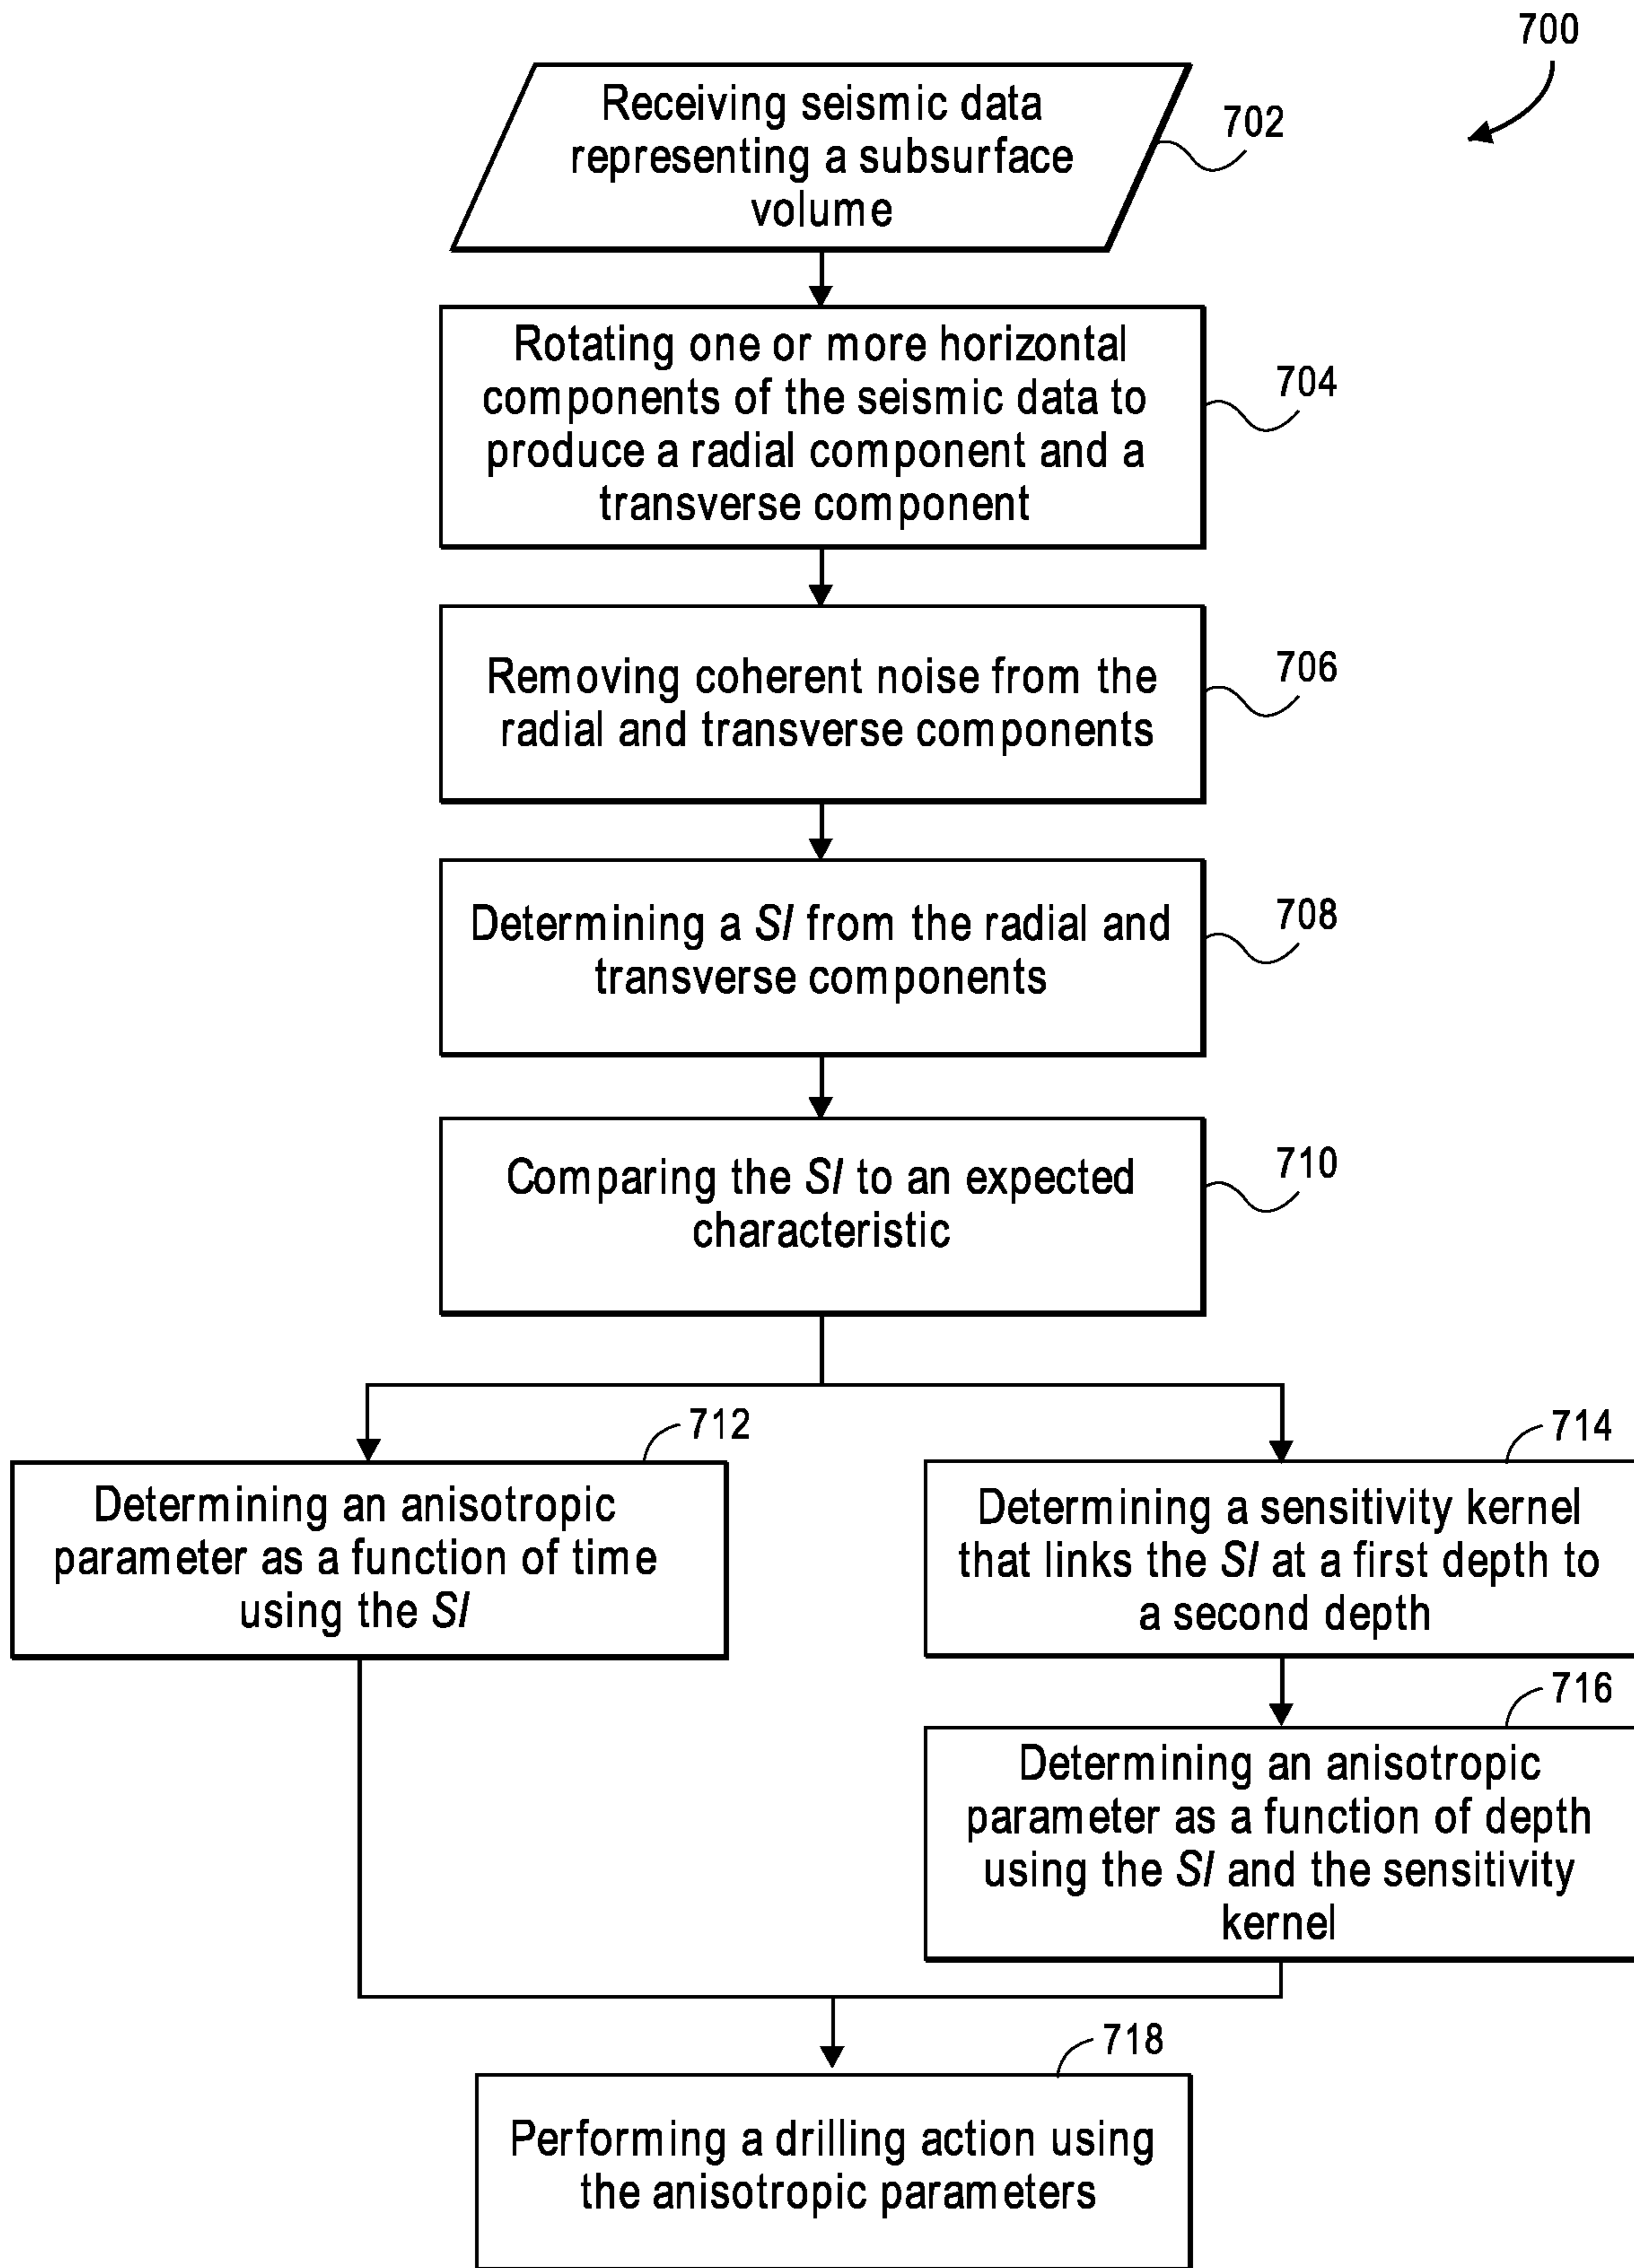 700
Receiving seismic data
representing a subsurface
volume
702
Rotating one or more horizontal
components of the seismic data to
produce a radial component and a
transverse component
704
Removing coherent noise from the
radial and transverse components
706
Determining a SI from the radial and
transverse components
708
Comparing the SI to an expected
characteristic
710
712
Determining an anisotropic
parameter as a function of time
using the SI
714
Determining a sensitivity kernel
that links the SI at a first depth to
a second depth
716
Determining an anisotropic
parameter as a function of depth
using the SI and the sensitivity
kernel
718
Performing a drilling action using
the anisotropic parameters